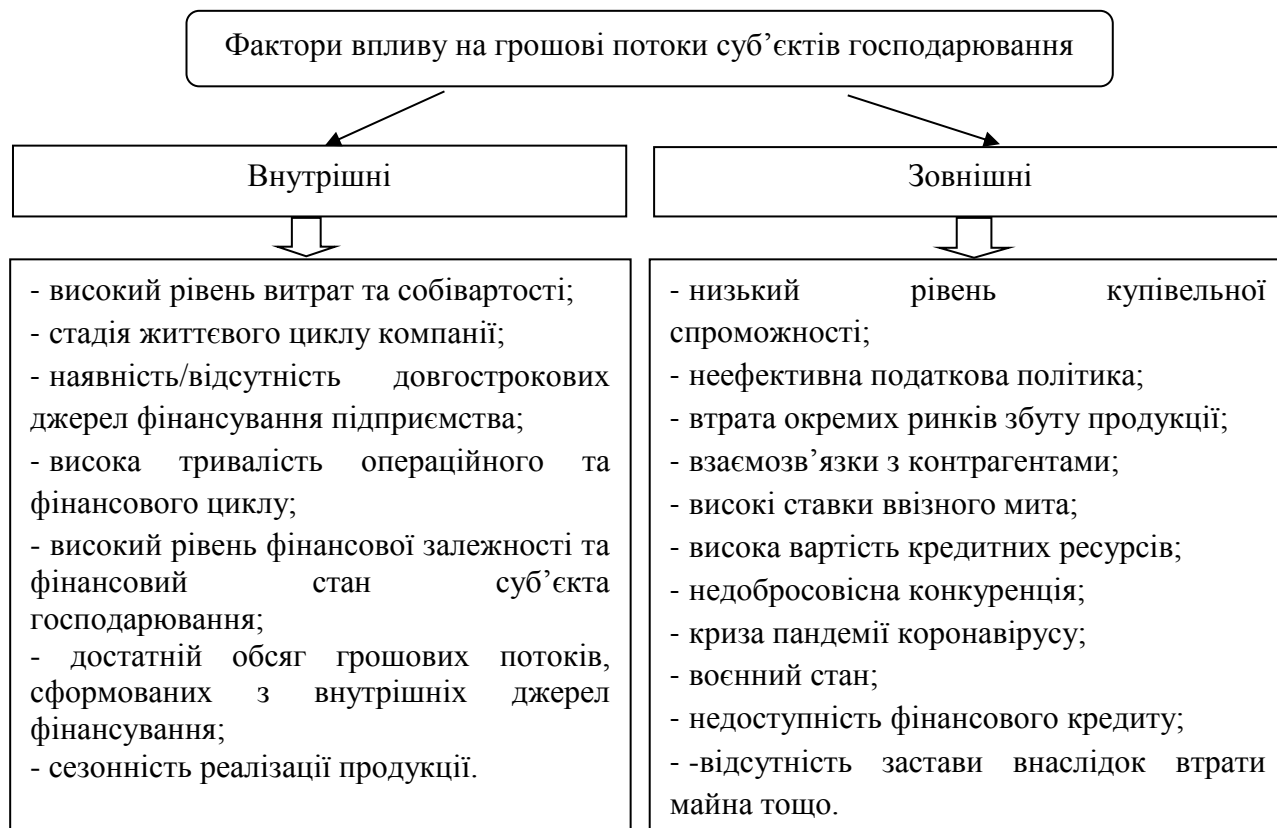 Фактори впливу на грошові потоки суб’єктів господарювання
Внутрішні
- високий рівень витрат та собівартості;
- стадія життєвого циклу компанії;
- наявність/відсутність довгострокових
джерел фінансування підприємства;
- висока тривалість операційного та
фінансового циклу;
- високий рівень фінансової залежності та
фінансовий стан суб’єкта
господарювання;
- достатній обсяг грошових потоків,
сформованих з внутрішніх джерел
фінансування;
- сезонність реалізації продукції.
Зовнішні
- низький рівень купівельної
спроможності;
- неефективна податкова політика;
- втрата окремих ринків збуту продукції;
- взаємозв’язки з контрагентами;
- високі ставки ввізного мита;
- висока вартість кредитних ресурсів;
- недобросовісна конкуренція;
- криза пандемії коронавірусу;
- воєнний стан;
- недоступність фінансового кредиту;
- -відсутність застави внаслідок втрати
майна тощо.